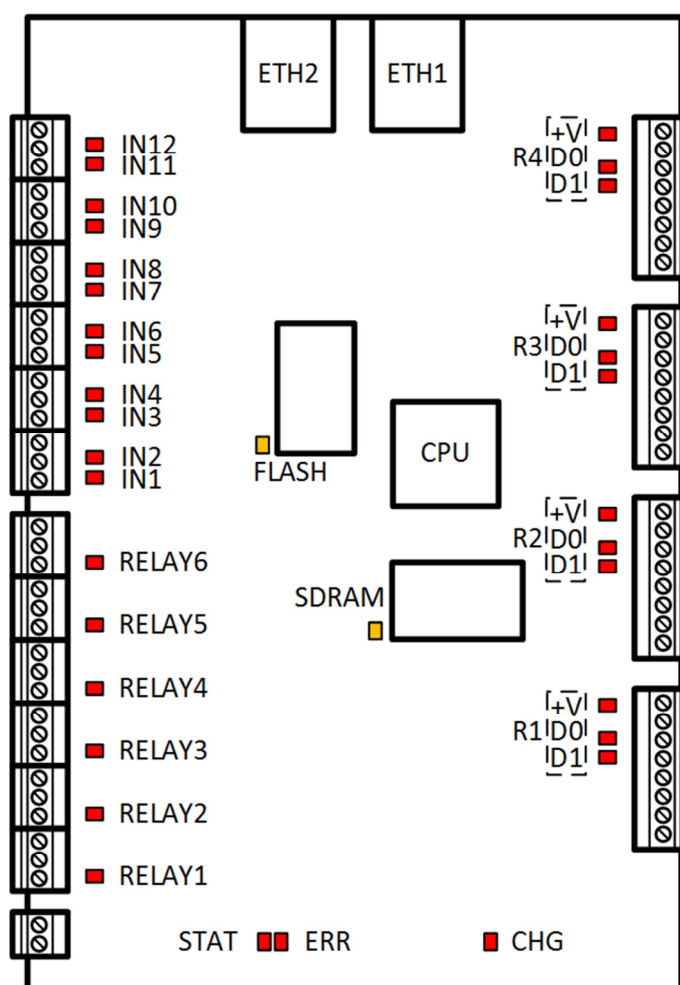 ETH2 ETH1
IN12
IN11
IN10
IN9
IN8
IN7
IN6
IN5
IN4
IN3
IN2
IN1
RELAY6
RELAY5
RELAY4
RELAY3
RELAY2
RELAY1
FLASH
CPU
SDRAM
+V
R4 D0
D1
+V
R3 D0
D1
+V
R2 D0
D1
+V
R1 D0
D1
STAT ERR CHG